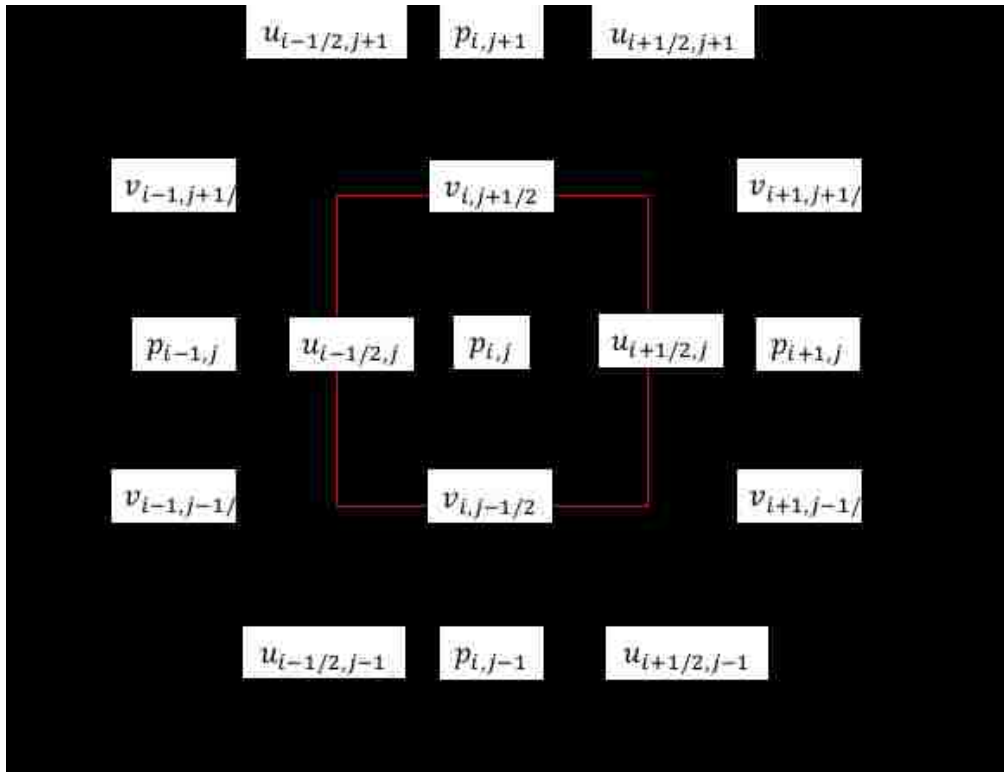 u_{i−1/2,j+1} p_{i,j+1} u_{i+1/2,j+1}
v_{i−1,j+1/} v_{i,j+1/2} v_{i+1,j+1/}
p_{i−1,j} u_{i−1/2,j} p_{i,j} u_{i+1/2,j} p_{i+1,j}
v_{i−1,j−1/} v_{i,j−1/2} v_{i+1,j−1/}
u_{i−1/2,j−1} p_{i,j−1} u_{i+1/2,j−1}